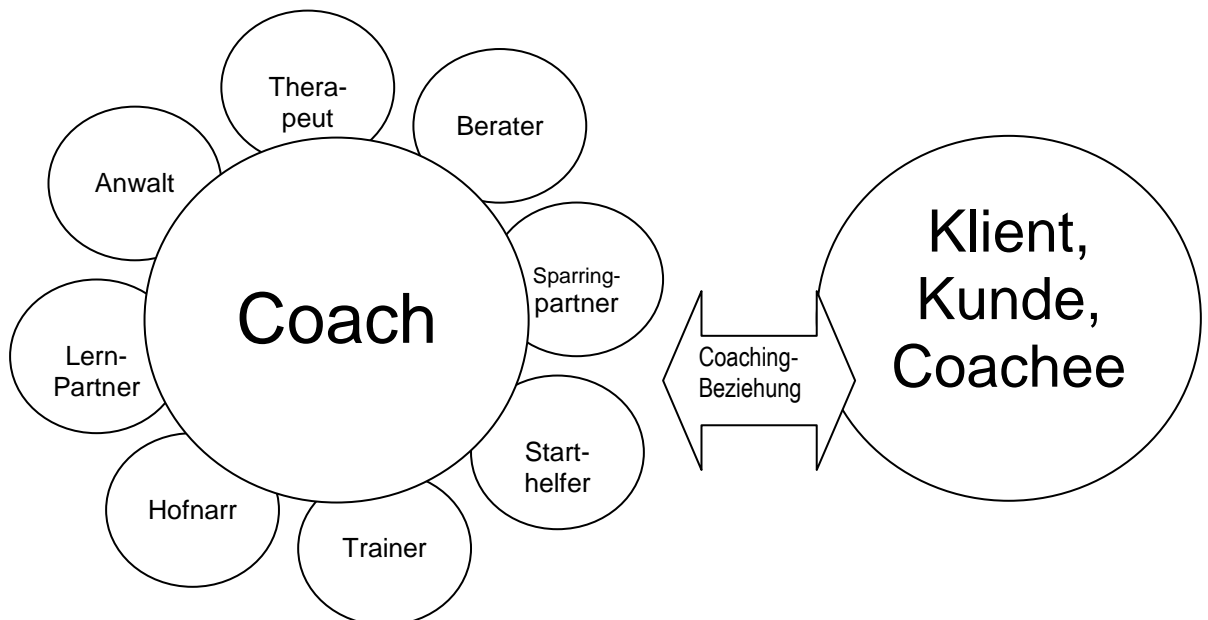 Thera-
peut
Berater
Anwalt
Sparring-
partner
Coach
Lern-
Partner
Start-
helfer
Hofnarr
Trainer
Coaching-
Beziehung
Klient,
Kunde,
Coachee